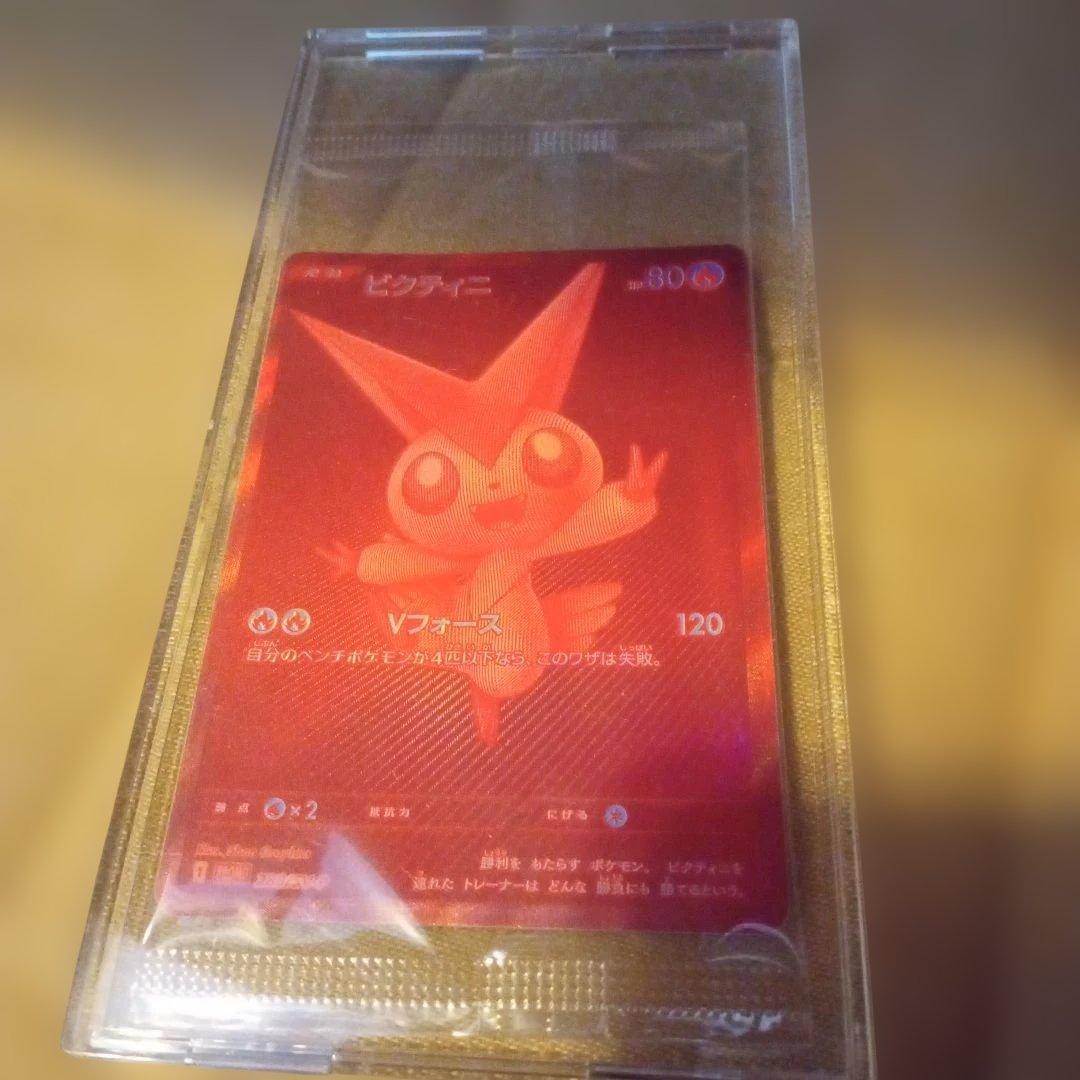 ビクティニ HP 80
Vフォース 120
自分のベンチポケモンが4匹以下なら、このワザは失敗。
弱点 ×2 抵抗力 にげる
勝利を もたらす ポケモン。 ビクティニを
連れた トレーナーは どんな 勝負にも 勝てるという。